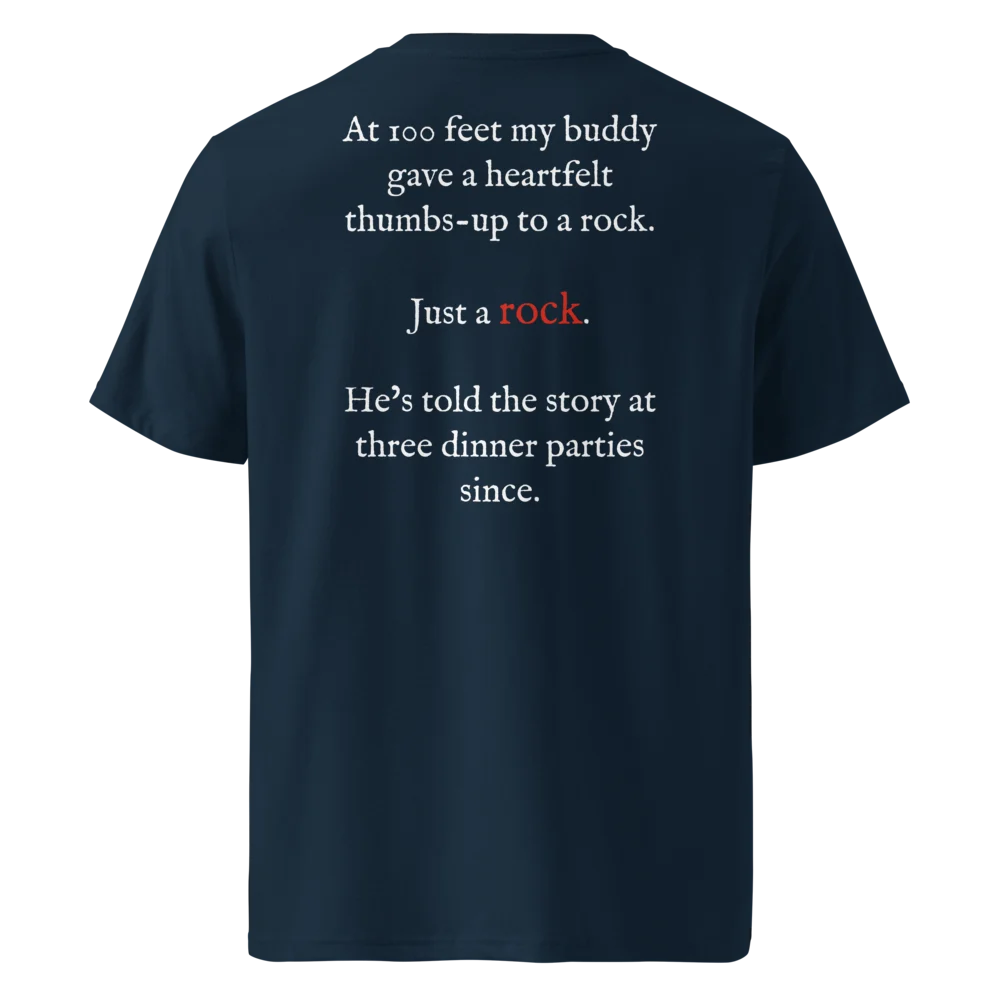 At 100 feet my buddy
gave a heartfelt
thumbs-up to a rock.
Just a rock.
He's told the story at
three dinner parties
since.